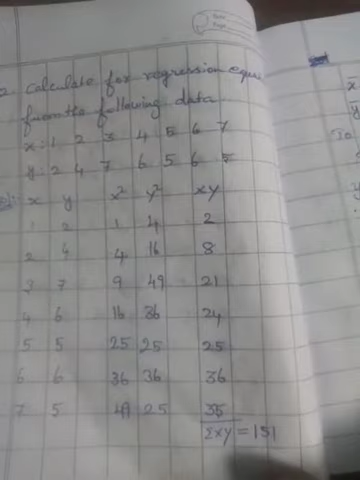 2 Calculate for regression equa
from the following data
x: 1 2 3 4 5 6 7
y: 2 4 7 6 5 6 5
x y x² y² xy
1 2 1 4 2
2 4 4 16 8
3 7 9 49 21
4 6 16 36 24
5 5 25 25 25
6 6 36 36 36
7 5 49 25 35
Σxy = 151